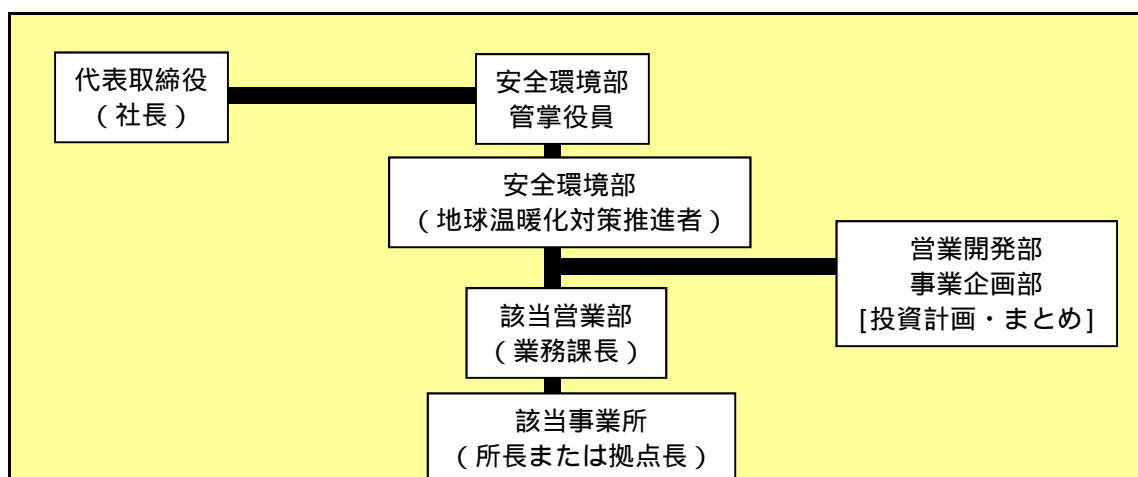 代表取締役
（社長）
安全環境部
管掌役員
安全環境部
（地球温暖化対策推進者）
営業開発部
事業企画部
[投資計画・まとめ]
該当営業部
（業務課長）
該当事業所
（所長または拠点長）